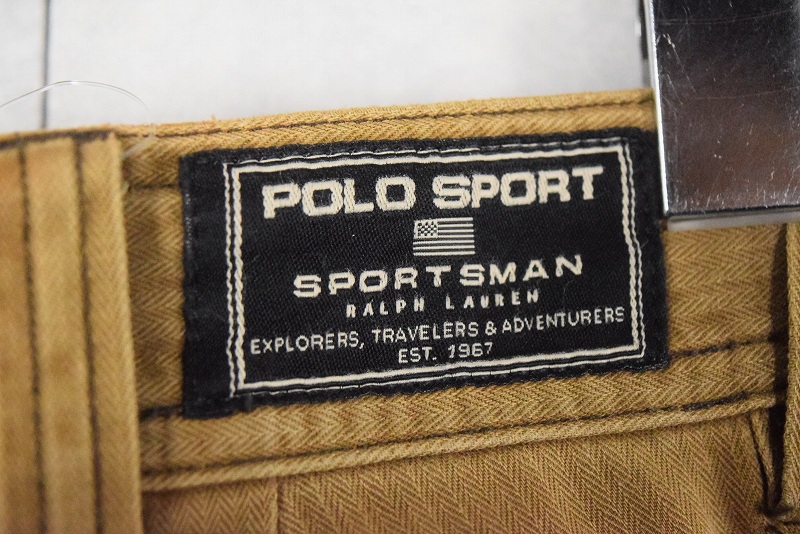 POLO SPORT
SPORTSMAN
RALPH LAUREN
EXPLORERS, TRAVELERS & ADVENTURERS
EST. 1967